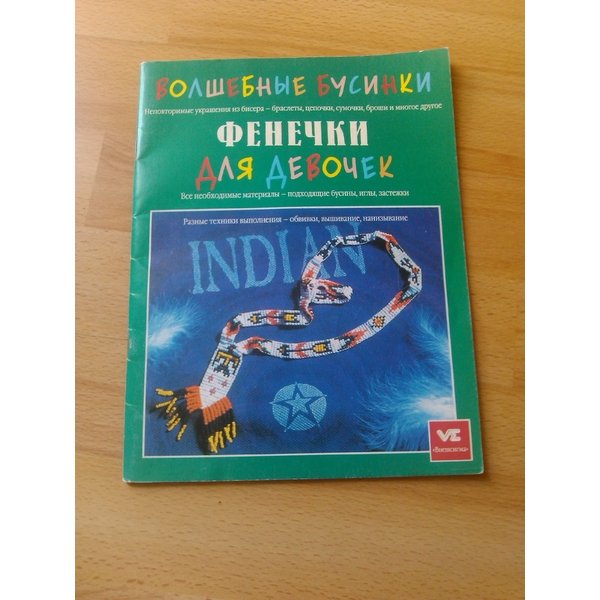 ВОЛШЕБНЫЕ БУСИНКИ
Неповторимые украшения из бисера – браслеты, цепочки, сумочки, броши и многое другое
ФЕНЕЧКИ
ДЛЯ ДЕВОЧЕК
Все необходимые материалы – подходящие бусины, иглы, застежки
Разные техники выполнения – обвивки, вышивание, нанизывание
INDIAN
«Внешсигма»